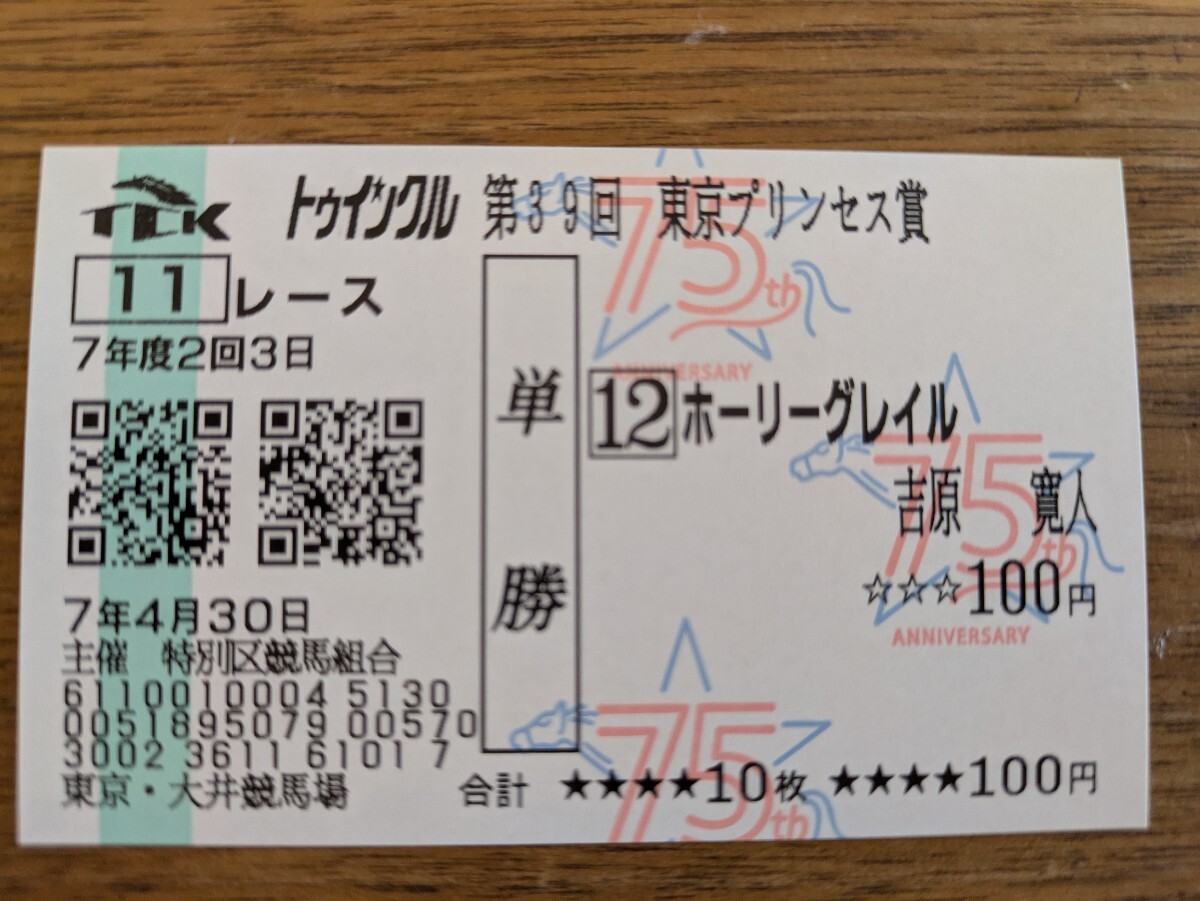 TCK トゥインクル 第39回 東京プリンセス賞
11 レース
7年度2回3日
単勝
12 ホーリーグレイル
吉原 寛人
☆☆☆100円
7年4月30日
主催 特別区競馬組合
6110010004 5130
0051895079 00570
3002 3611 6101 7
東京・大井競馬場
合計 ★★★★10枚 ★★★★100円
75th
ANNIVERSARY
75th
ANNIVERSARY
75th